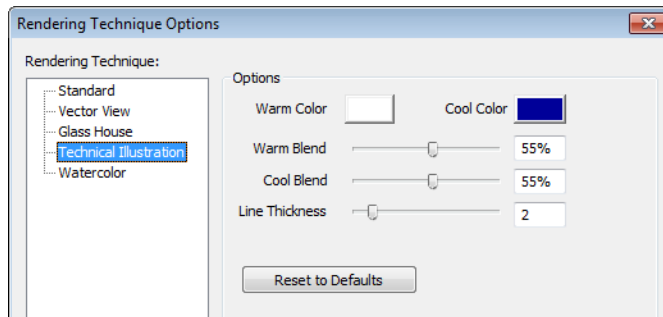 Rendering Technique Options
Rendering Technique:
Standard
Vector View
Glass House
Technical Illustration
Watercolor
Options
Warm Color Cool Color
Warm Blend 55%
Cool Blend 55%
Line Thickness 2
Reset to Defaults